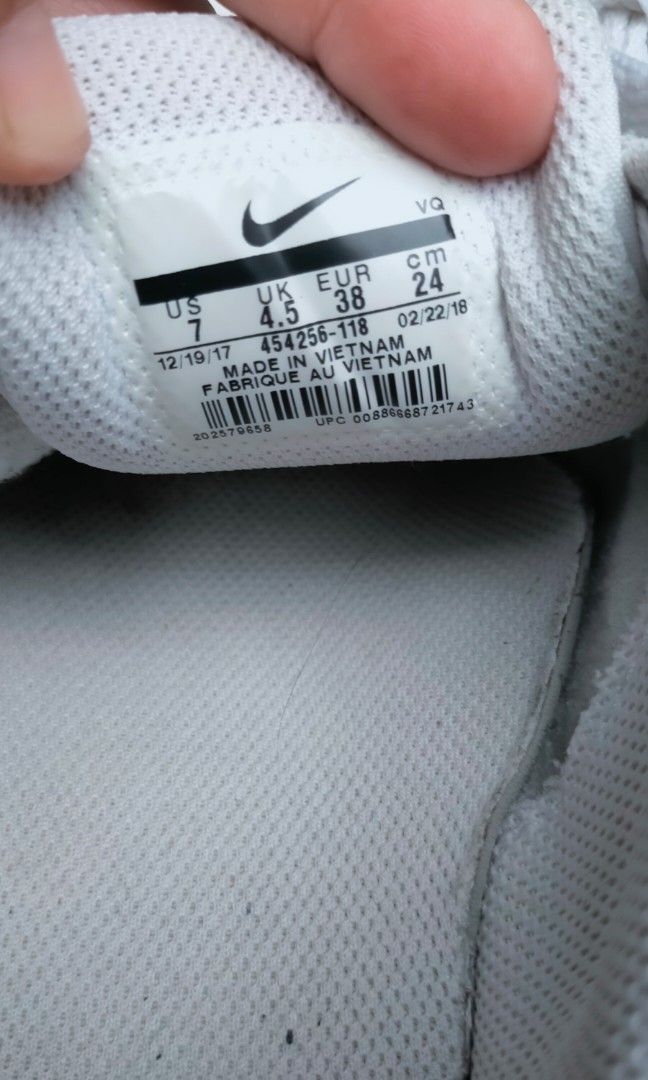 VQ
US UK EUR cm
7 4.5 38 24
12/19/17 454256-118 02/22/18
MADE IN VIETNAM
FABRIQUE AU VIETNAM
202579658 UPC 00886668721743